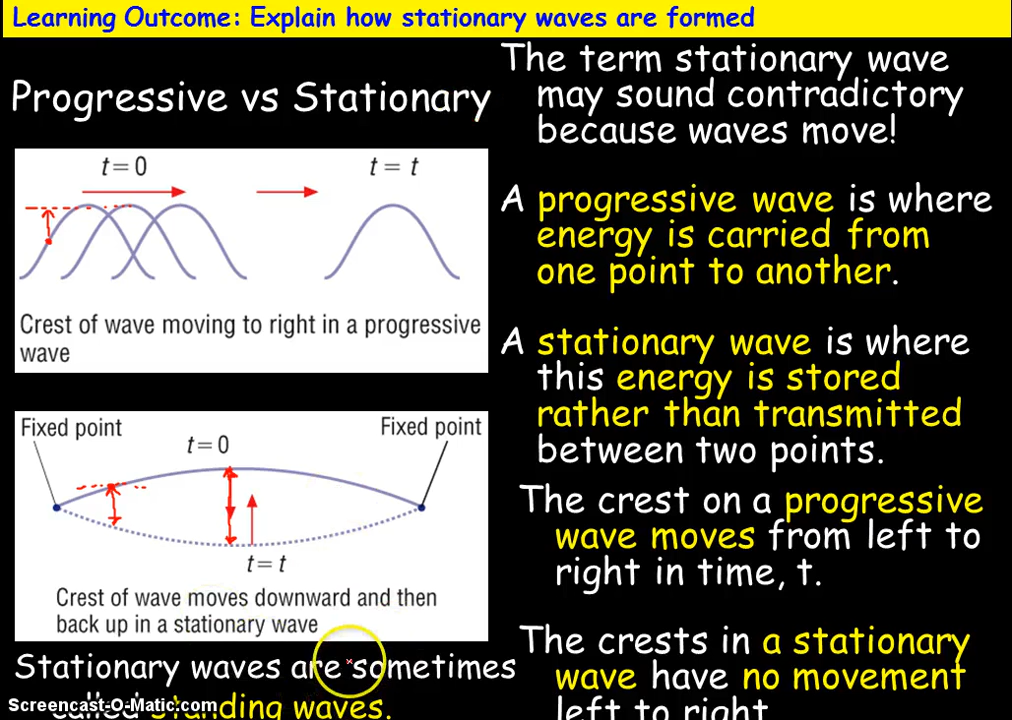 Learning Outcome: Explain how stationary waves are formed
Progressive vs Stationary
t = 0
t = t
Crest of wave moving to right in a progressive
wave
Fixed point
Fixed point
t = 0
t = t
Crest of wave moves downward and then
back up in a stationary wave
Stationary waves are sometimes
called standing waves.
Screencast-O-Matic.com
The term stationary wave
may sound contradictory
because waves move!
A progressive wave is where
energy is carried from
one point to another.
A stationary wave is where
this energy is stored
rather than transmitted
between two points.
The crest on a progressive
wave moves from left to
right in time, t.
The crests in a stationary
wave have no movement
left to right